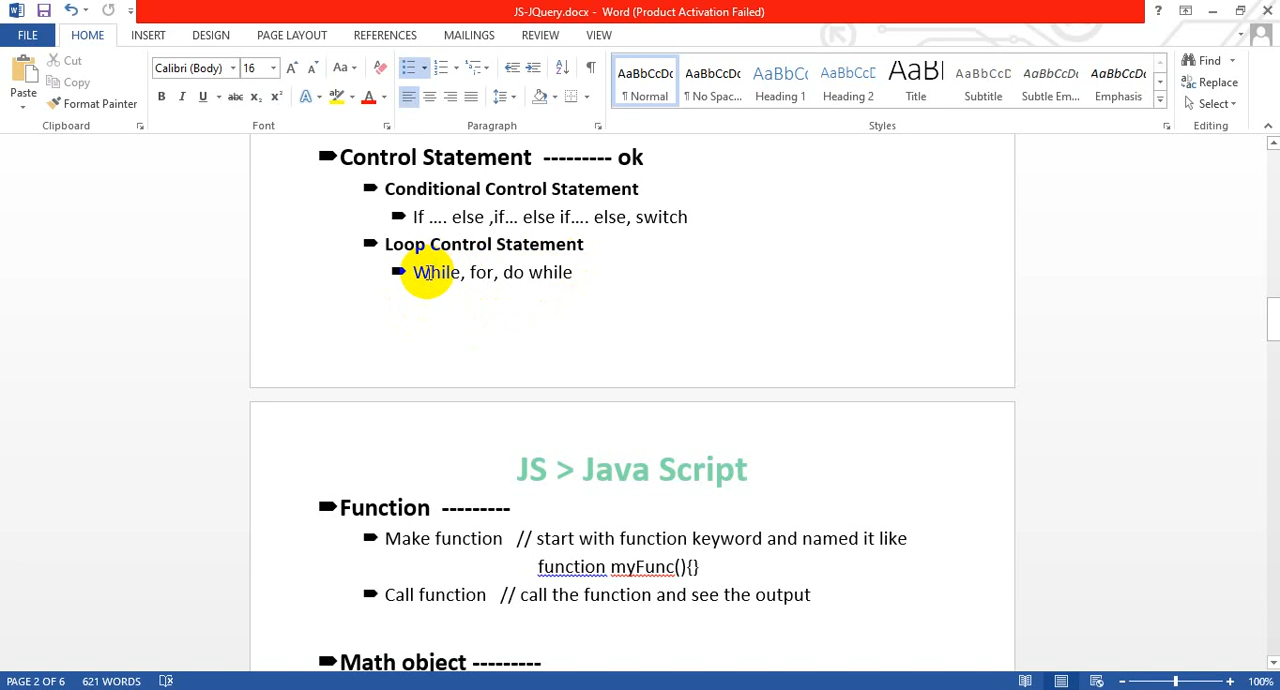 JS-JQuery.docx - Word (Product Activation Failed)
FILE HOME INSERT DESIGN PAGE LAYOUT REFERENCES MAILINGS REVIEW VIEW
Paste
Cut
Copy
Format Painter
Clipboard
Calibri (Body) 16
Font
Paragraph
AaBbCcDc AaBbCcDc AaBbCc AaBbCcD AaBl AaBbCcD AaBbCcDc AaBbCcDc
¶ Normal ¶ No Spac... Heading 1 Heading 2 Title Subtitle Subtle Em... Emphasis
Styles
Find
Replace
Select
Editing
Control Statement --------- ok
Conditional Control Statement
If .... else ,if... else if.... else, switch
Loop Control Statement
While, for, do while
JS > Java Script
Function ---------
Make function // start with function keyword and named it like
function myFunc(){}
Call function // call the function and see the output
Math object ---------
PAGE 2 OF 6 621 WORDS 100%